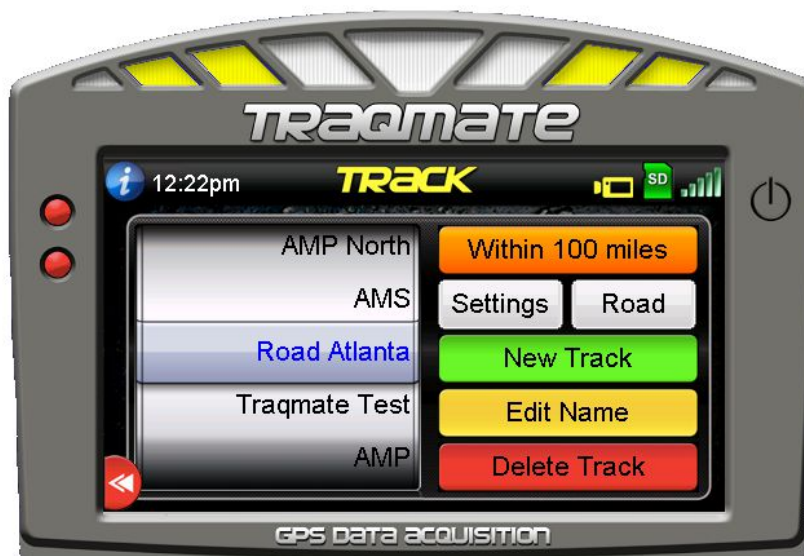 TRAQMATE
i 12:22pm TRACK SD
AMP North
AMS
Road Atlanta
Traqmate Test
AMP
Within 100 miles
Settings Road
New Track
Edit Name
Delete Track
GPS DATA ACQUISITION